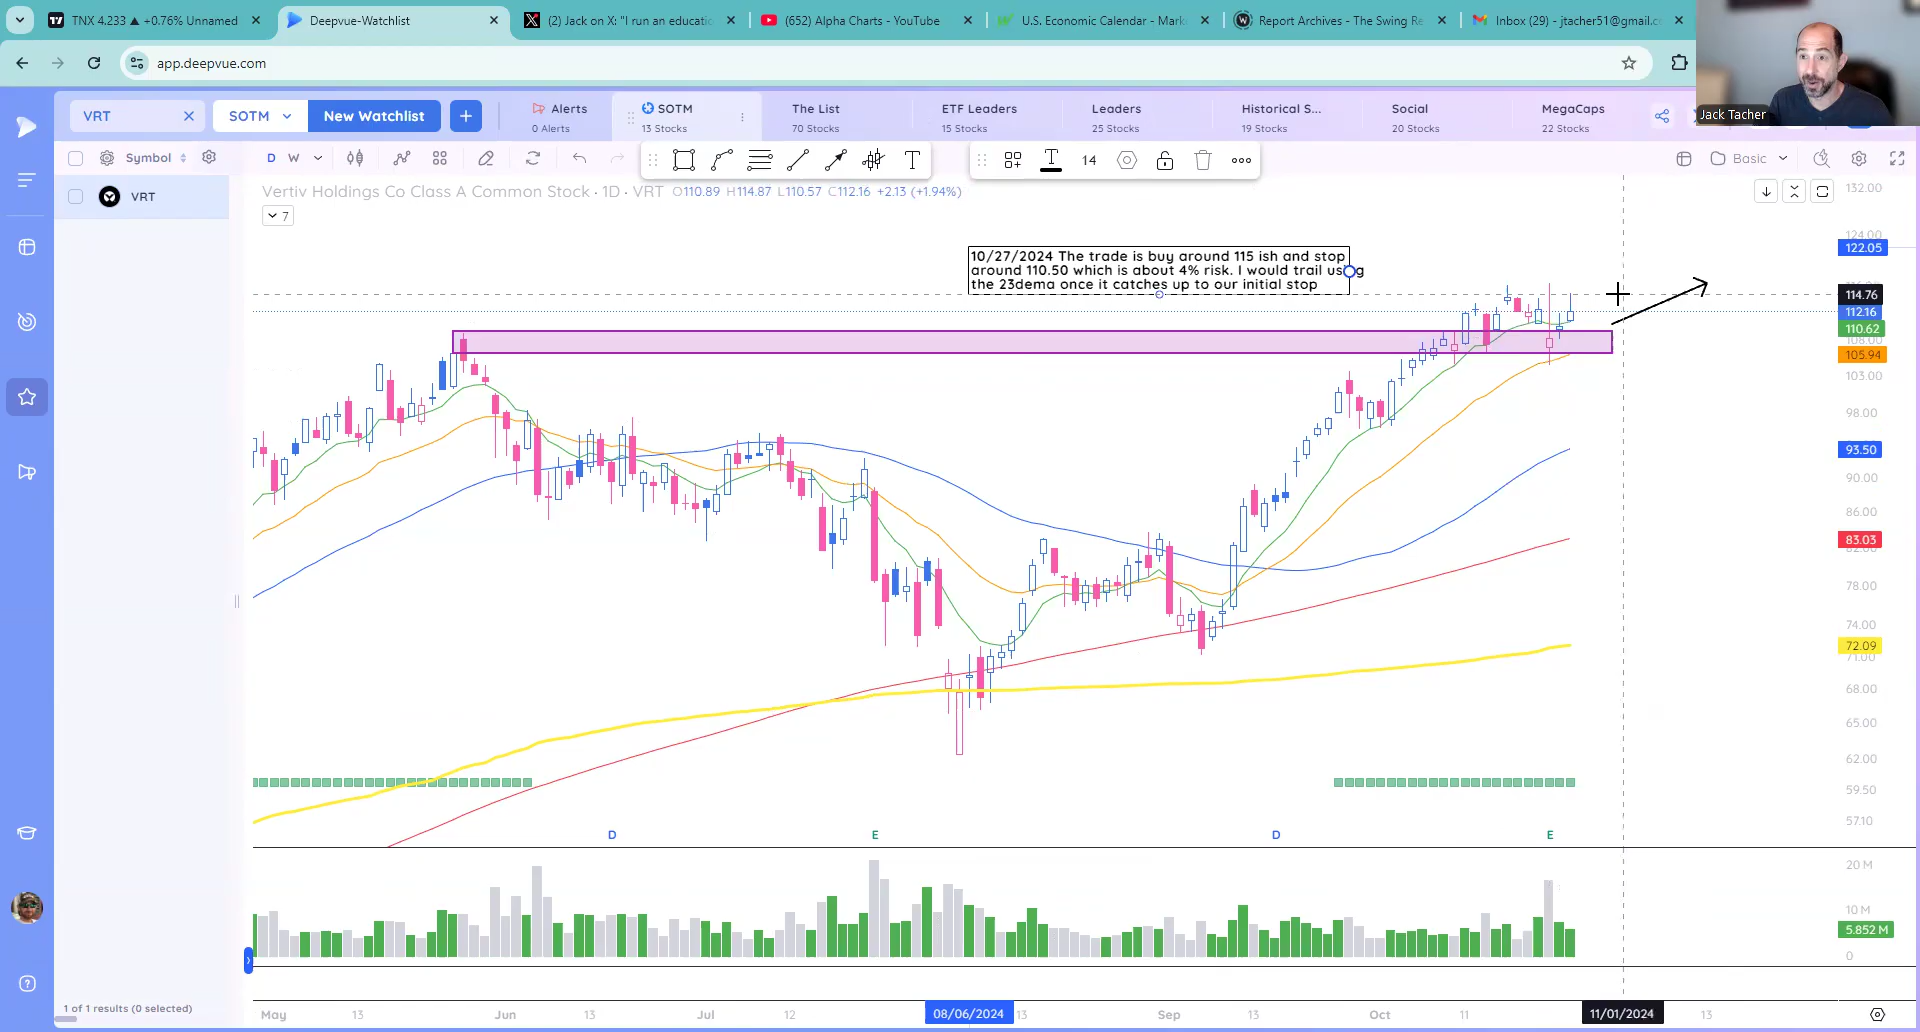 TNX 4.233 ▲ +0.76% Unnamed
Deepvue-Watchlist
(2) Jack on X: "I run an educatio
(652) Alpha Charts - YouTube
U.S. Economic Calendar - Mark
Report Archives - The Swing Re
Inbox (29) - jtacher51@gmail.c
app.deepvue.com
Jack Tacher
VRT
SOTM
New Watchlist
Alerts
0 Alerts
SOTM
13 Stocks
The List
70 Stocks
ETF Leaders
15 Stocks
Leaders
25 Stocks
Historical S...
19 Stocks
Social
20 Stocks
MegaCaps
22 Stocks
Symbol
D W
14
Basic
VRT
Vertiv Holdings Co Class A Common Stock · 1D · VRT O110.89 H114.87 L110.57 C112.16 +2.13 (+1.94%)
7
10/27/2024 The trade is buy around 115 ish and stop
around 110.50 which is about 4% risk. I would trail using
the 23dema once it catches up to our initial stop
132.00
124.00
122.05
114.76
112.16
110.62
108.00
105.94
103.00
98.00
93.50
90.00
86.00
83.03
82.00
78.00
74.00
72.09
71.00
68.00
65.00
62.00
59.50
57.10
D
E
D
E
20 M
10 M
5.852 M
0
1 of 1 results (0 selected)
May 13 Jun 13 Jul 12 08/06/2024 13 Sep 13 Oct 11 11/01/2024 13